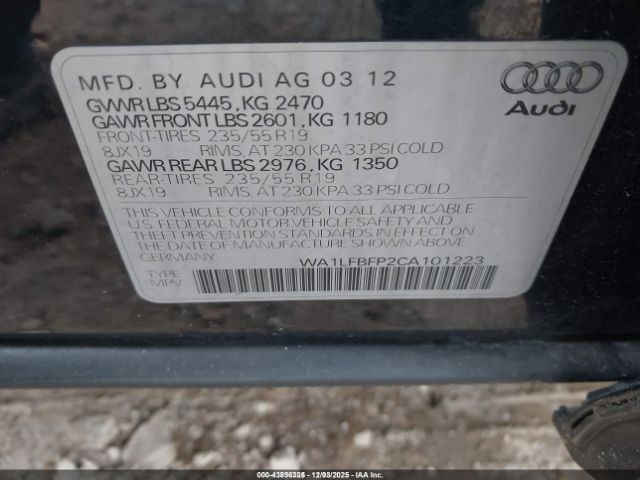 MFD. BY AUDI AG 03 12
GVWR LBS 5445, KG 2470
GAWR FRONT LBS 2601, KG 1180
FRONT-TIRES 235/55 R19
8JX19 RIMS, AT 230 KPA 33 PSI COLD
GAWR REAR LBS 2976, KG 1350
REAR-TIRES 235/55 R19
8JX19 RIMS, AT 230 KPA 33 PSI COLD
Audi
THIS VEHICLE CONFORMS TO ALL APPLICABLE
U.S. FEDERAL MOTOR VEHICLE SAFETY AND
THEFT PREVENTION STANDARDS IN EFFECT ON
THE DATE OF MANUFACTURE SHOWN ABOVE.
GERMANY WA1LFBFP2CA101223
TYPE:
MPV
000-43856325 - 12/03/2025 - IAAI.com